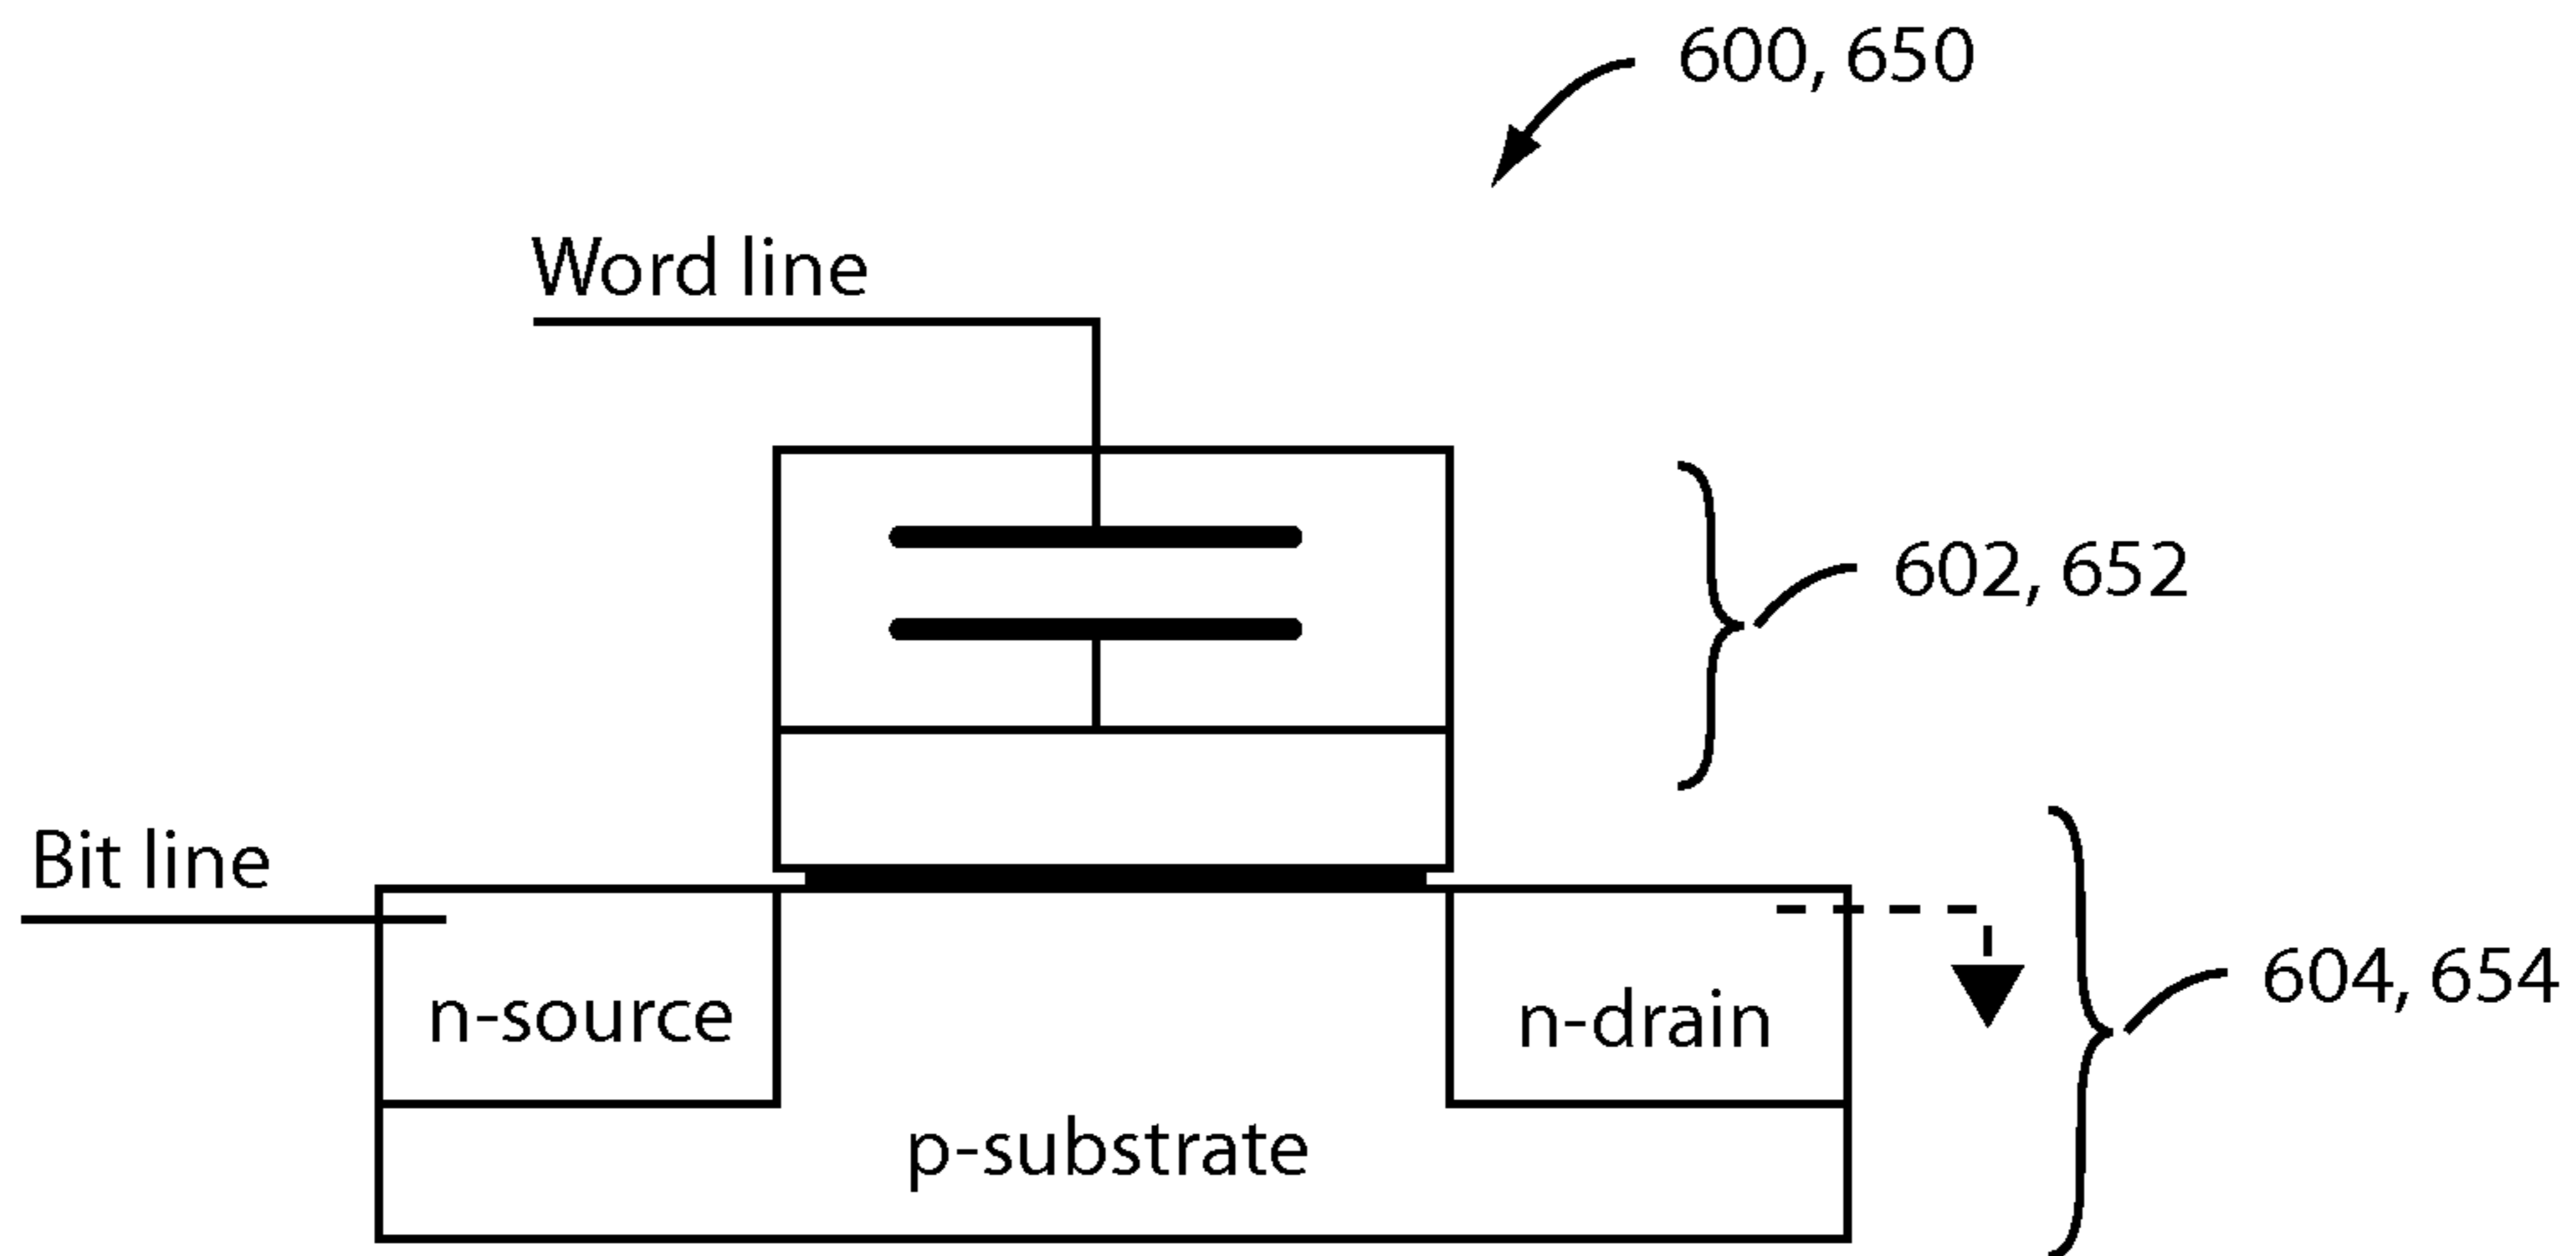 600, 650
Word line
602, 652
Bit line
604, 654
n-source
n-drain
p-substrate